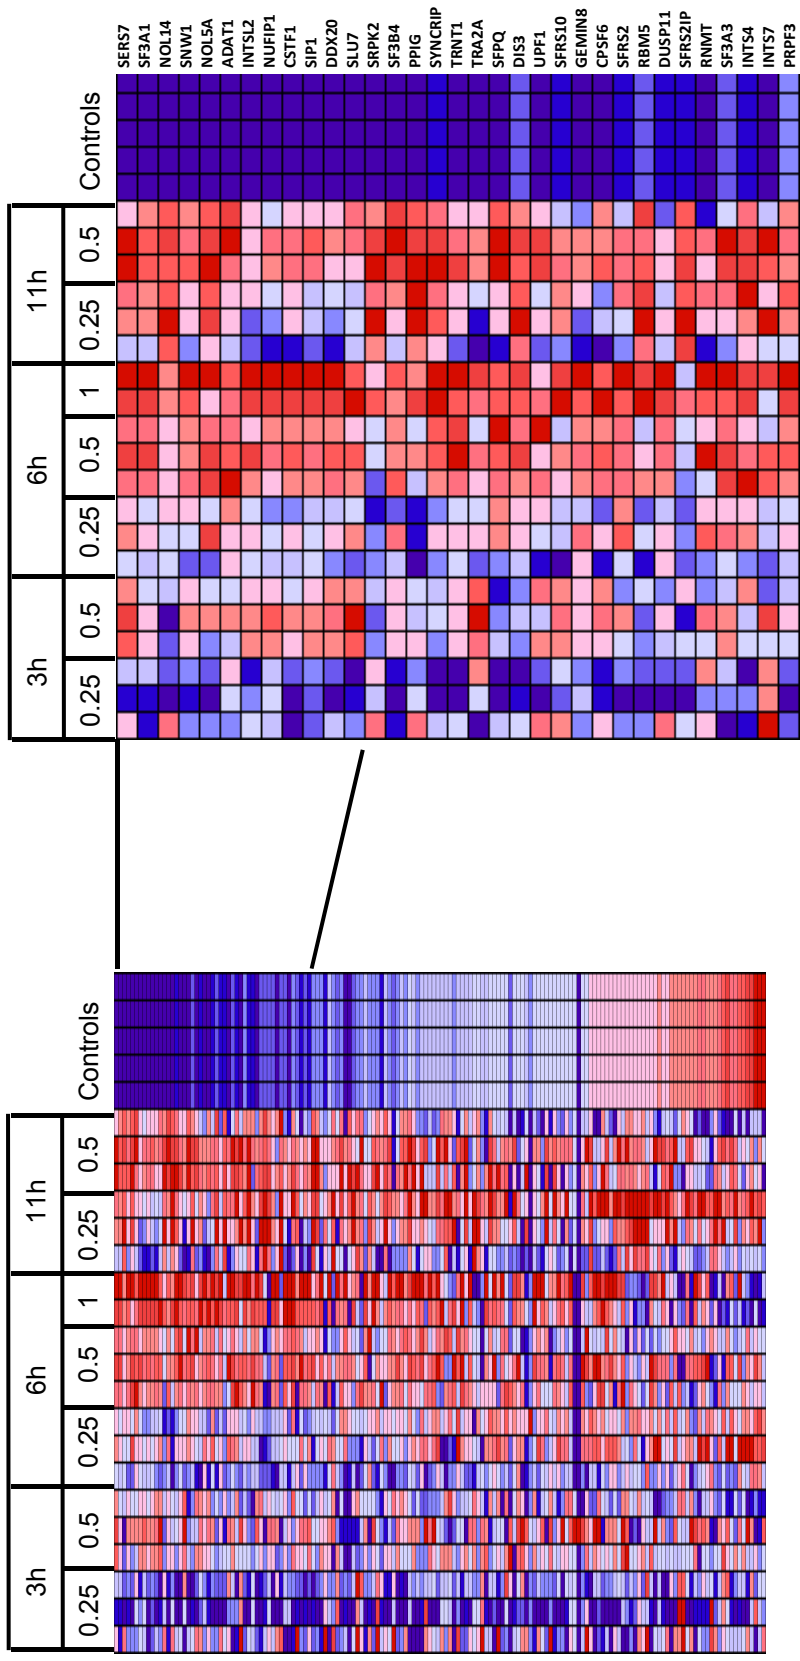 SERS7
SF3A1
NOL14
SNW1
NOL5A
ADAT1
INTSL2
NUFIP1
CSTF1
SIP1
DDX20
SLU7
SRPK2
SF3B4
PPIG
SYNCRIP
TRNT1
TRA2A
SFPQ
DIS3
UPF1
SFRS10
GEMIN8
CPSF6
SFRS2
RBM5
DUSP11
SFRS2IP
RNMT
SF3A3
INTS4
INTS7
PRPF3
3h
6h
11h
0.25
0.5
0.25
0.5
1
0.25
0.5
Controls
3h
6h
11h
0.25
0.5
0.25
0.5
1
0.25
0.5
Controls